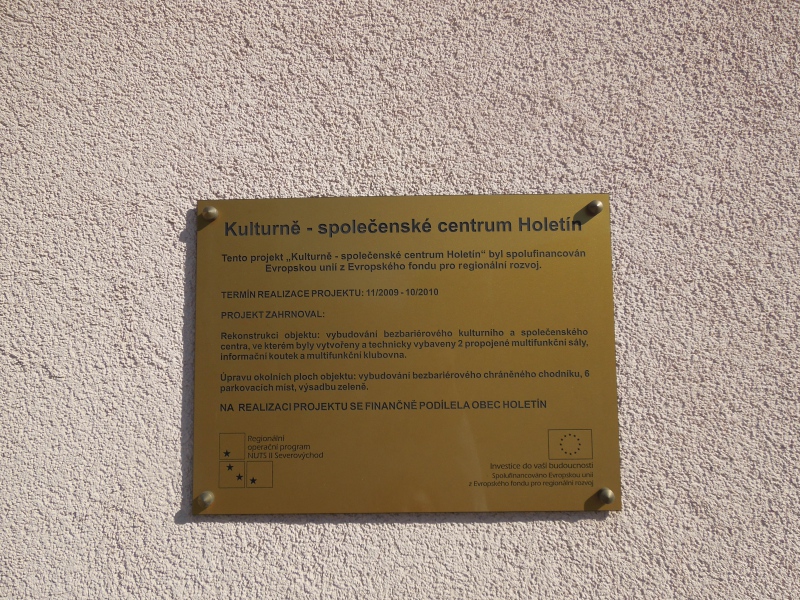 Kulturně - společenské centrum Holetín
Tento projekt „Kulturně - společenské centrum Holetín“ byl spolufinancován
Evropskou unií z Evropského fondu pro regionální rozvoj.
TERMÍN REALIZACE PROJEKTU: 11/2009 - 10/2010
PROJEKT ZAHRNOVAL:
Rekonstrukci objektu: vybudování bezbariérového kulturního a společenského
centra, ve kterém byly vytvořeny a technicky vybaveny 2 propojené multifunkční sály,
informační koutek a multifunkční klubovna.
Úpravu okolních ploch objektu: vybudování bezbariérového chráněného chodníku, 6
parkovacích míst, výsadbu zeleně.
NA REALIZACI PROJEKTU SE FINANČNĚ PODÍLELA OBEC HOLETÍN
Regionální
operační program
NUTS II Severovýchod
Investice do vaší budoucnosti
Spolufinancováno Evropskou unií
z Evropského fondu pro regionální rozvoj